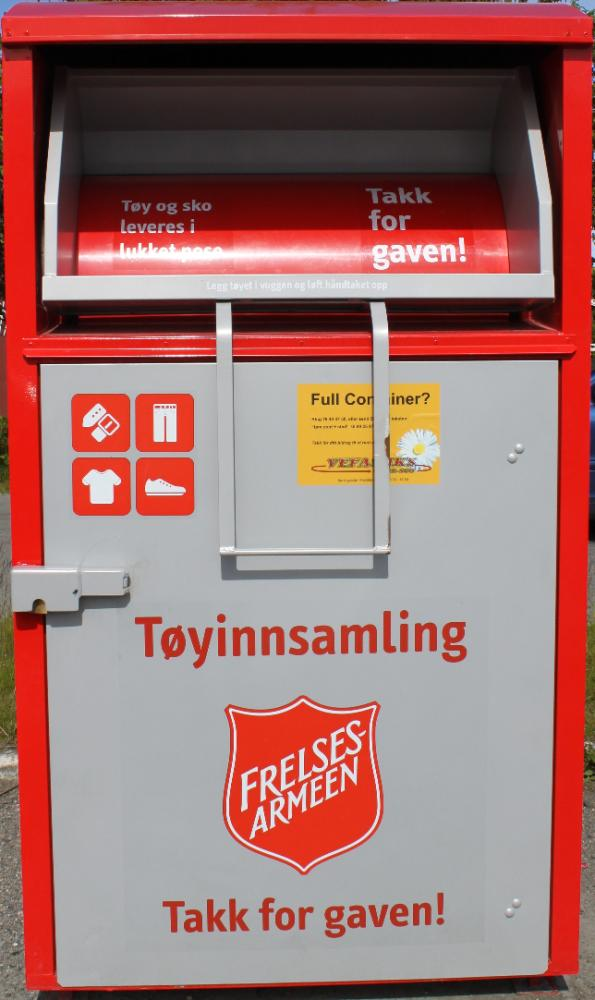 Tøy og sko
leveres i
lukket pose
Takk
for
gaven!
Legg tøyet i vuggen og løft håndtaket opp
Full Container?
VEFA
Tøyinnsamling
FRELSES-
ARMEEN
Takk for gaven!